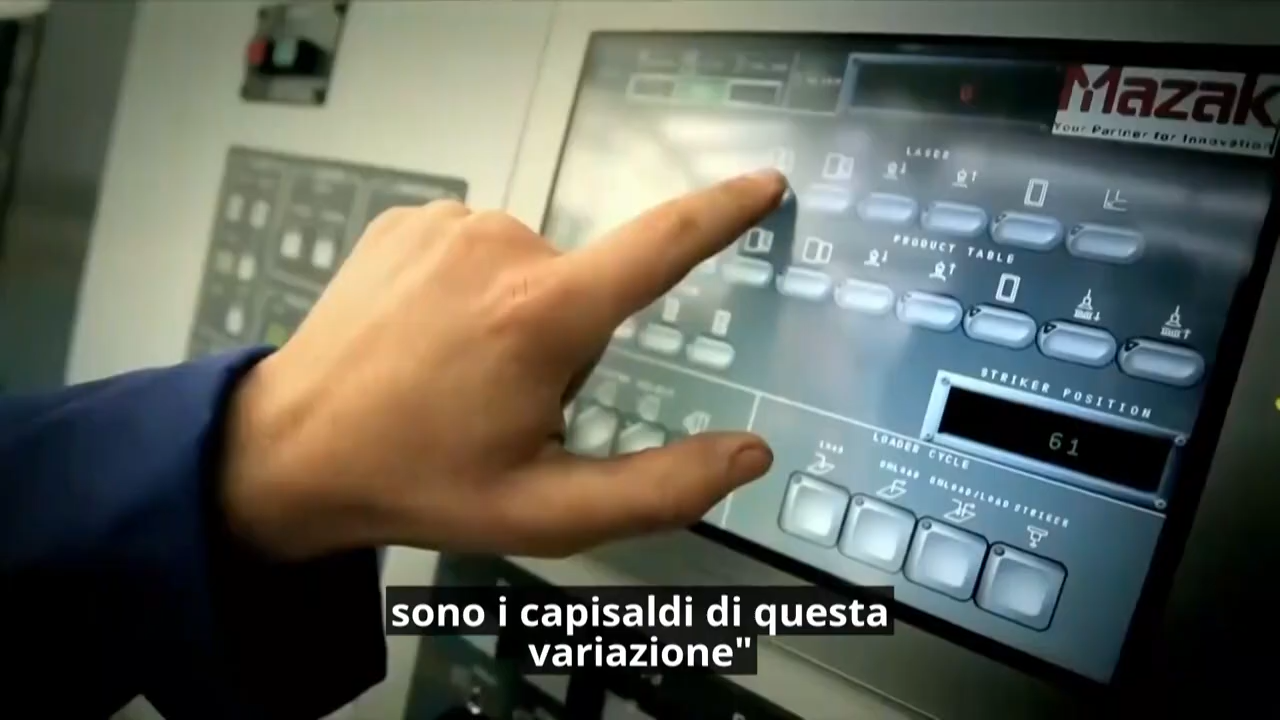 Mazak
Your Partner for Innovation
0
LASER
PRODUCT TABLE
STRIKER POSITION
61
LOADER CYCLE
LOAD
UNLOAD
UNLOAD/LOAD
STRIKER
sono i capisaldi di questa
variazione"